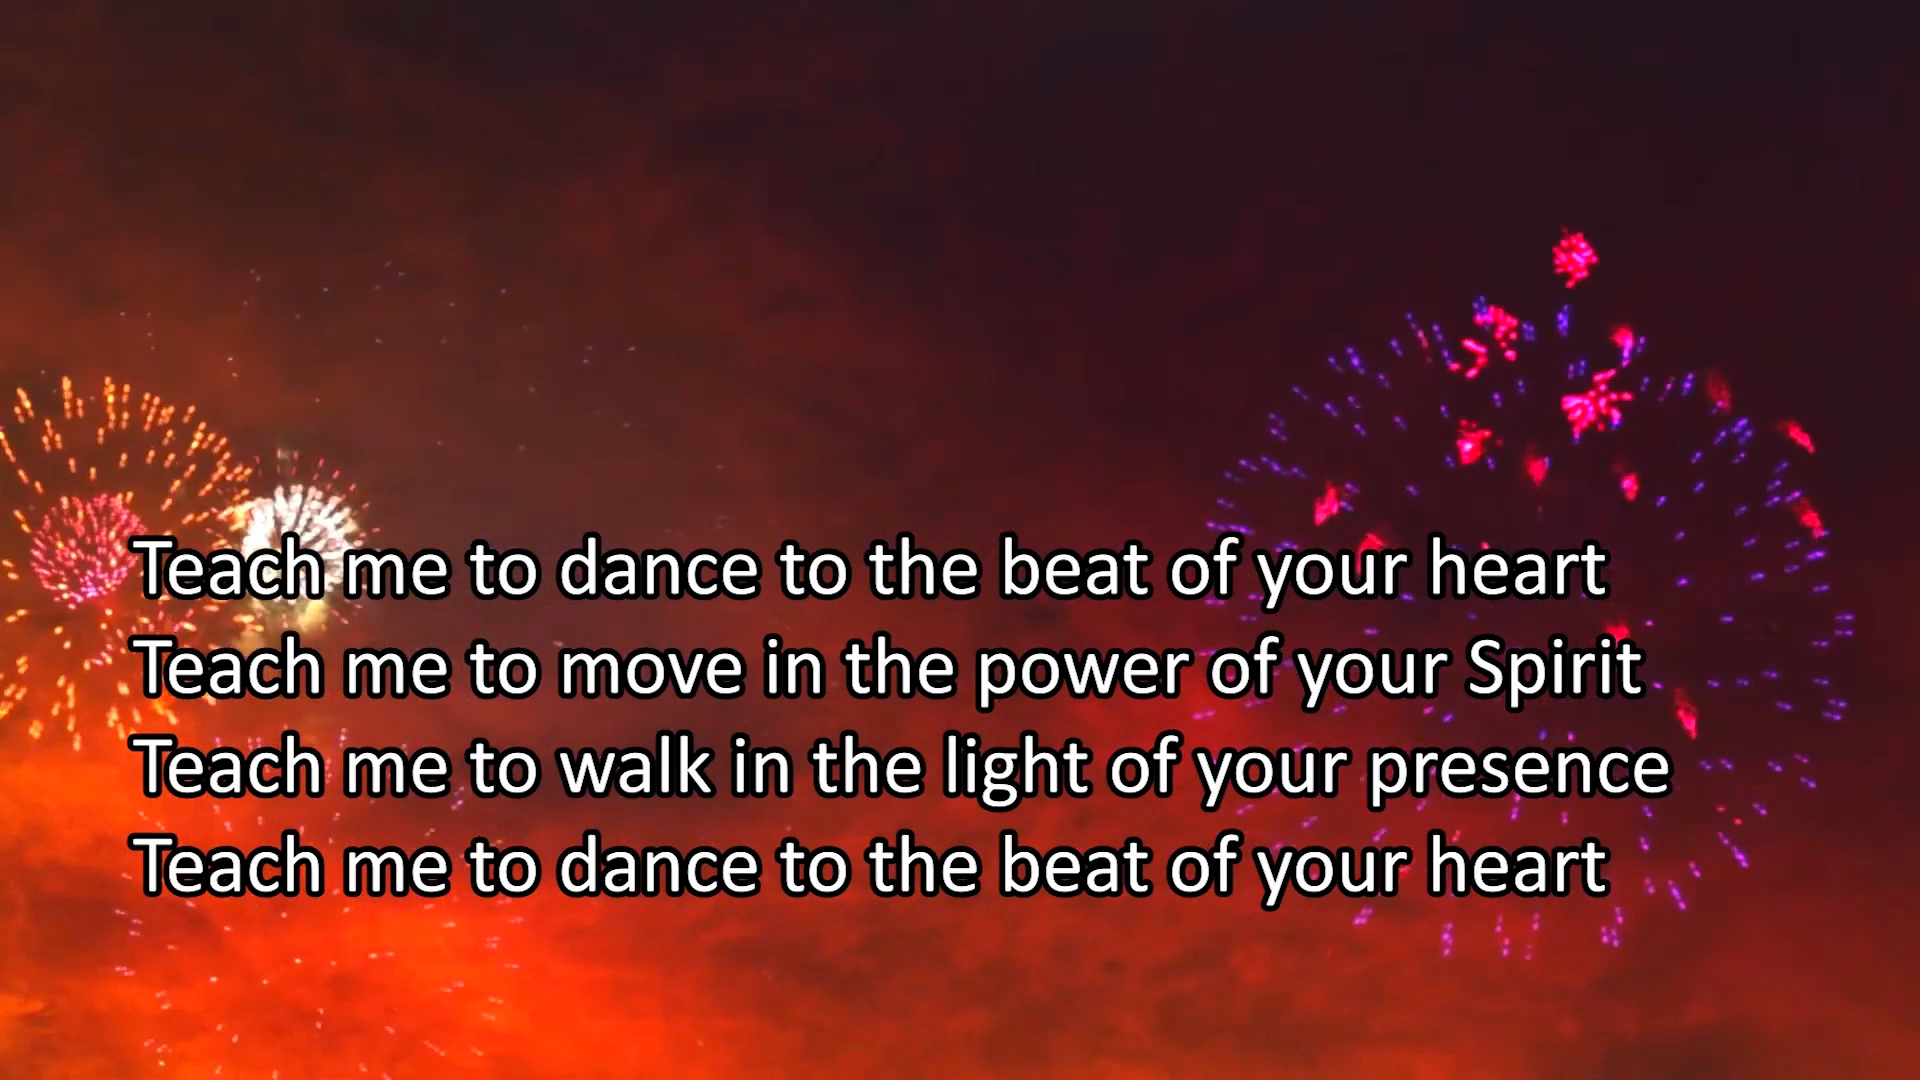 Teach me to dance to the beat of your heart
Teach me to move in the power of your Spirit
Teach me to walk in the light of your presence
Teach me to dance to the beat of your heart